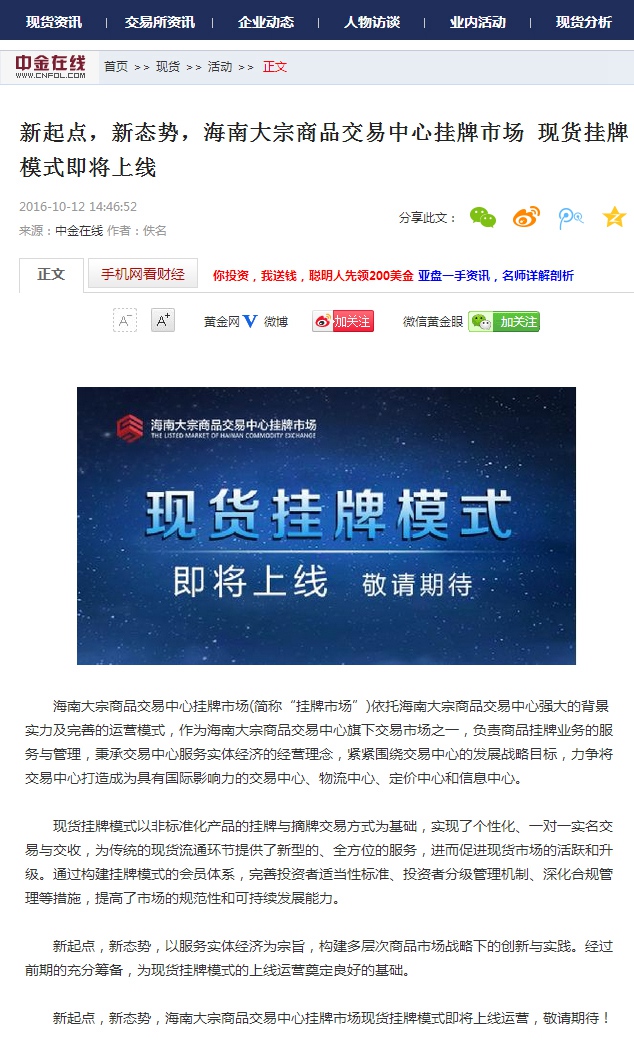 现货资讯 | 交易所资讯 | 企业动态 | 人物访谈 | 业内活动 | 现货分析
中金在线
WWW.CNFOL.COM
首页 >> 现货 >> 活动 >> 正文
新起点，新态势，海南大宗商品交易中心挂牌市场 现货挂牌
模式即将上线
2016-10-12 14:46:52
来源：中金在线 作者：佚名
分享此文：
正文 手机网看财经 你投资，我送钱，聪明人先领200美金 亚盘一手资讯，名师详解剖析
A- A+ 黄金网 V 微博 加关注 微信黄金眼 加关注
海南大宗商品交易中心挂牌市场
THE LISTED MARKET OF HAINAN COMMODITY EXCHANGE
现货挂牌模式
即将上线 敬请期待
海南大宗商品交易中心挂牌市场(简称“挂牌市场”)依托海南大宗商品交易中心强大的背景
实力及完善的运营模式，作为海南大宗商品交易中心旗下交易市场之一，负责商品挂牌业务的服
务与管理，秉承交易中心服务实体经济的经营理念，紧紧围绕交易中心的发展战略目标，力争将
交易中心打造成为具有国际影响力的交易中心、物流中心、定价中心和信息中心。
现货挂牌模式以非标准化产品的挂牌与摘牌交易方式为基础，实现了个性化、一对一实名交
易与交收，为传统的现货流通环节提供了新型的、全方位的服务，进而促进现货市场的活跃和升
级。通过构建挂牌模式的会员体系，完善投资者适当性标准、投资者分级管理机制、深化合规管
理等措施，提高了市场的规范性和可持续发展能力。
新起点，新态势，以服务实体经济为宗旨，构建多层次商品市场战略下的创新与实践。经过
前期的充分筹备，为现货挂牌模式的上线运营奠定良好的基础。
新起点，新态势，海南大宗商品交易中心挂牌市场现货挂牌模式即将上线运营，敬请期待！